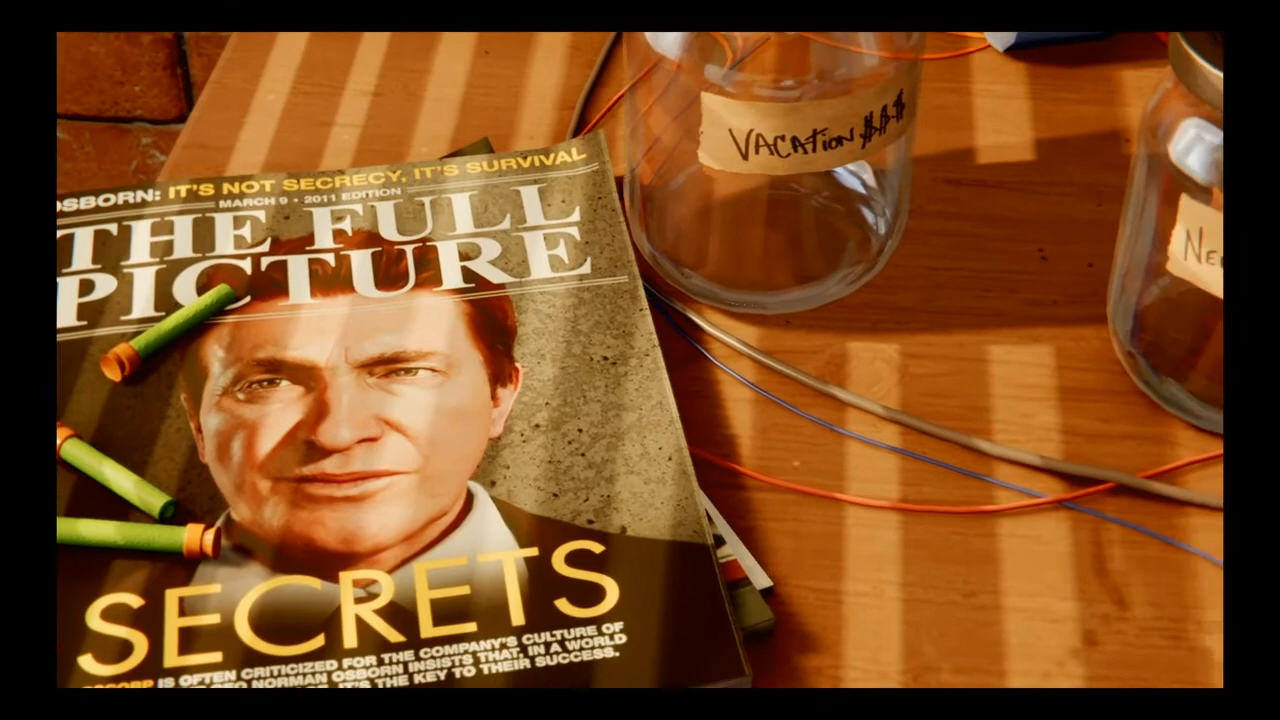 OSBORN: IT'S NOT SECRECY, IT'S SURVIVAL
MARCH 9 • 2011 EDITION
THE FULL
PICTURE
SECRETS
IS OFTEN CRITICIZED FOR THE COMPANY'S CULTURE OF
CEO NORMAN OSBORN INSISTS THAT, IN A WORLD
IT'S THE KEY TO THEIR SUCCESS.
VACATION $$$